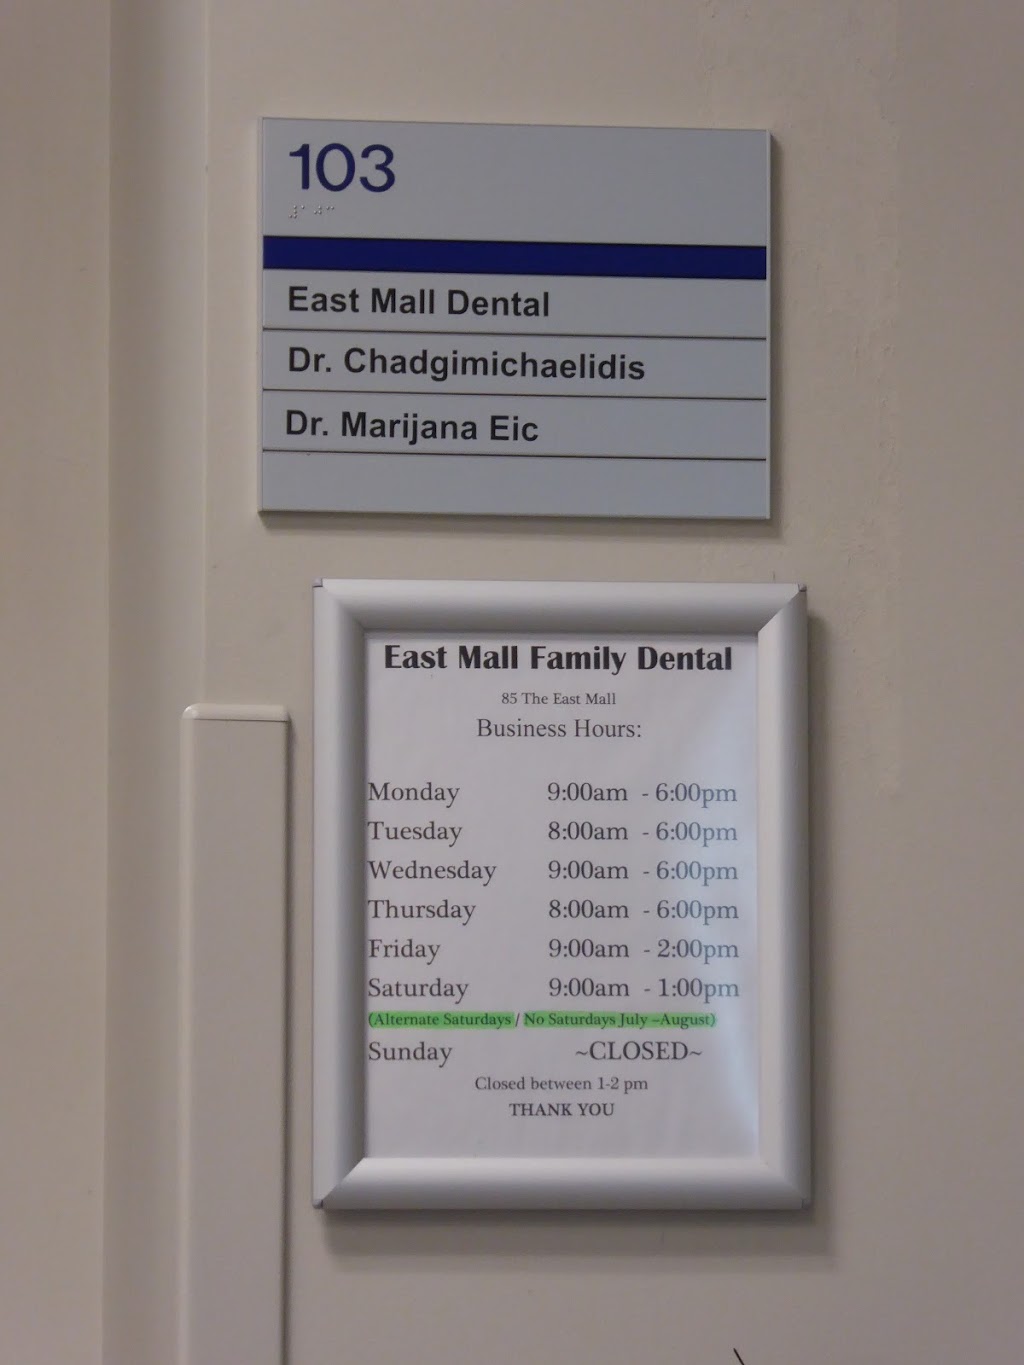 103
East Mall Dental
Dr. Chadgimichaelidis
Dr. Marijana Eic
East Mall Family Dental
85 The East Mall
Business Hours:
Monday 9:00am - 6:00pm
Tuesday 8:00am - 6:00pm
Wednesday 9:00am - 6:00pm
Thursday 8:00am - 6:00pm
Friday 9:00am - 2:00pm
Saturday 9:00am - 1:00pm
(Alternate Saturdays / No Saturdays July –August)
Sunday ~CLOSED~
Closed between 1-2 pm
THANK YOU